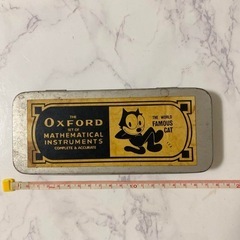 THE
OXFORD
SET OF
MATHEMATICAL
INSTRUMENTS
COMPLETE & ACCURATE
THE WORLD
FAMOUS
CAT